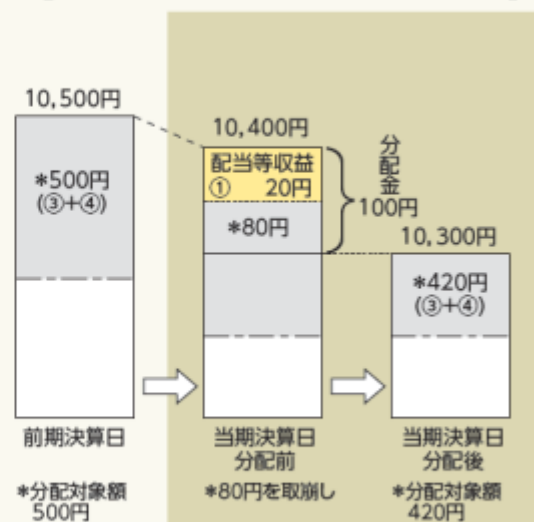 10,500円
*500円
(③+④)
前期決算日
*分配対象額
500円
10,400円
配当等収益
① 20円
*80円
分配金
100円
当期決算日
分配前
*80円を取崩し
10,300円
*420円
(③+④)
当期決算日
分配後
*分配対象額
420円